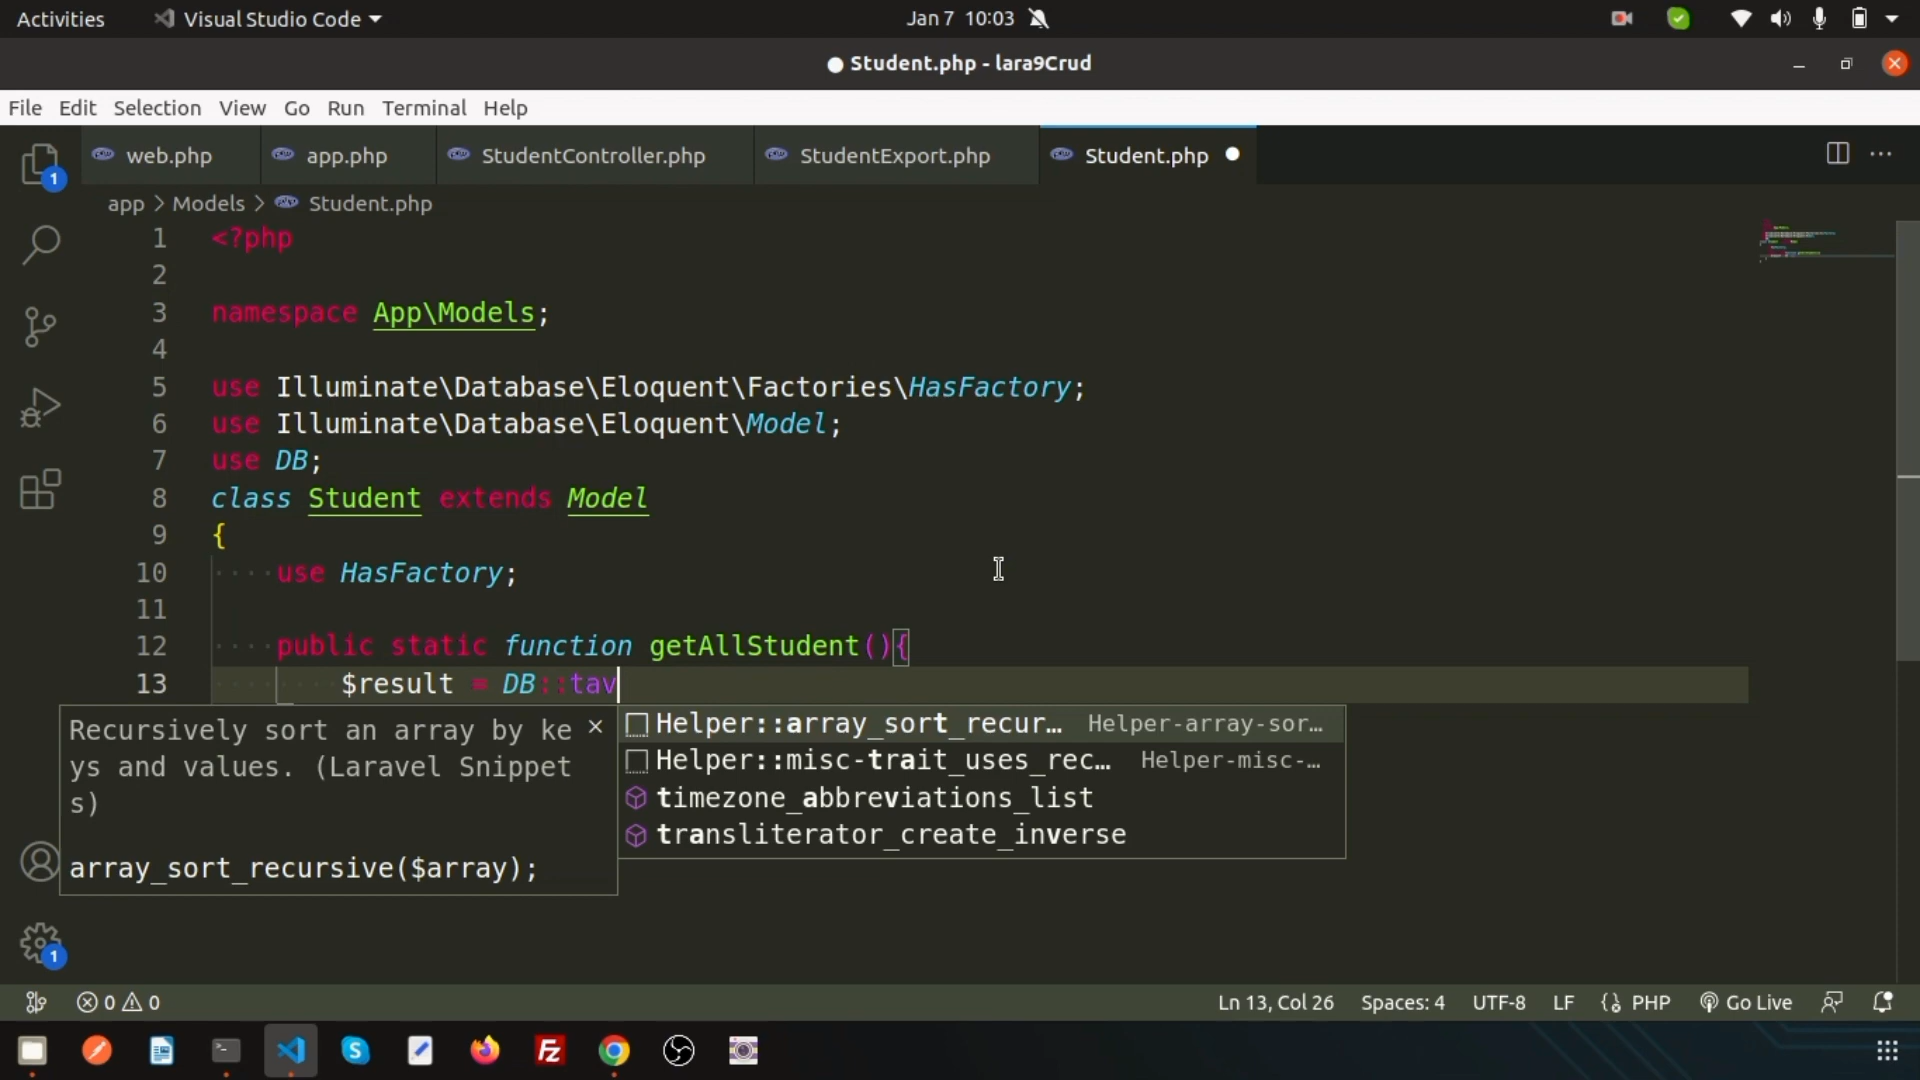 Activities Visual Studio Code Jan 7 10:03
Student.php - lara9Crud
File Edit Selection View Go Run Terminal Help
1 web.php app.php StudentController.php StudentExport.php Student.php
app > Models > Student.php
1 <?php
2
3 namespace App\Models;
4
5 use Illuminate\Database\Eloquent\Factories\HasFactory;
6 use Illuminate\Database\Eloquent\Model;
7 use DB;
8 class Student extends Model
9 {
10 ····use HasFactory;
11
12 ····public static function getAllStudent(){
13 ········$result = DB::tav
Recursively sort an array by ke
ys and values. (Laravel Snippet
s)
array_sort_recursive($array);
Helper::array_sort_recur… Helper-array-sor…
Helper::misc-trait_uses_rec… Helper-misc-…
timezone_abbreviations_list
transliterator_create_inverse
1
0 0 Ln 13, Col 26 Spaces: 4 UTF-8 LF PHP Go Live